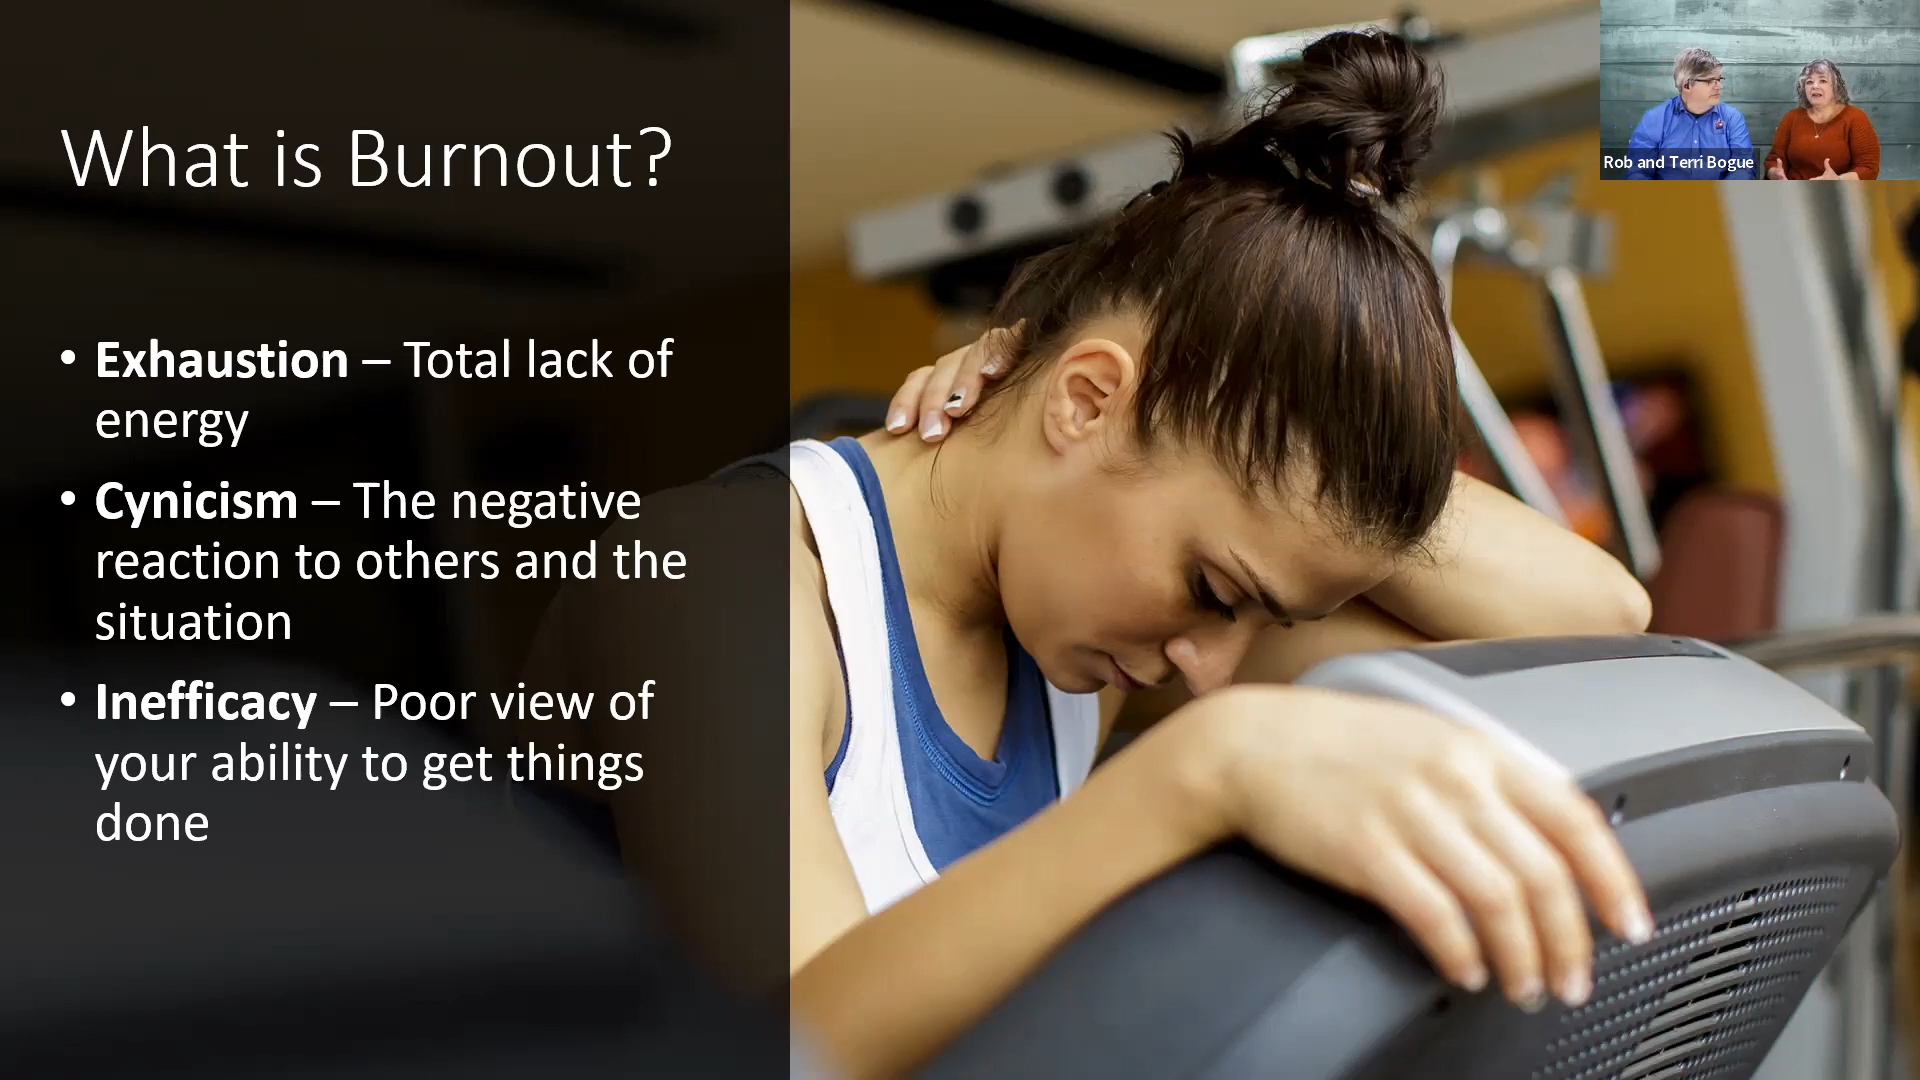 What is Burnout?
• Exhaustion – Total lack of
energy
• Cynicism – The negative
reaction to others and the
situation
• Inefficacy – Poor view of
your ability to get things
done
Rob and Terri Bogue